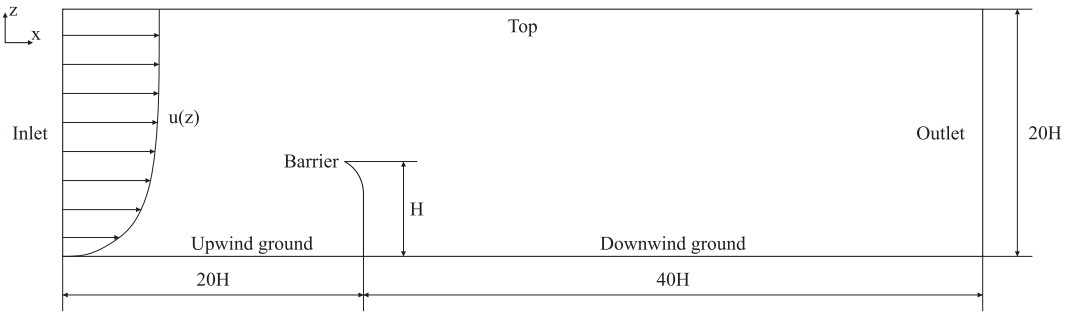 z
x
Top
u(z)
Inlet
Outlet
20H
Barrier
H
Upwind ground
Downwind ground
20H
40H